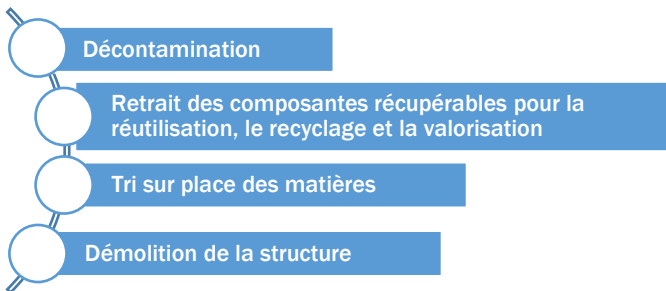 Décontamination
Retrait des composantes récupérables pour la
réutilisation, le recyclage et la valorisation
Tri sur place des matières
Démolition de la structure